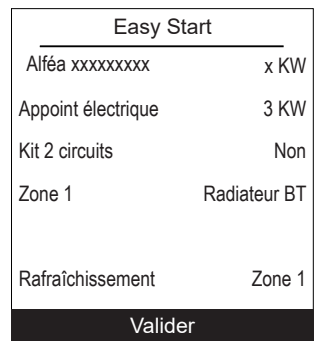 Easy Start
Alféa xxxxxxxxx x KW
Appoint électrique 3 KW
Kit 2 circuits Non
Zone 1 Radiateur BT
Rafraîchissement Zone 1
Valider